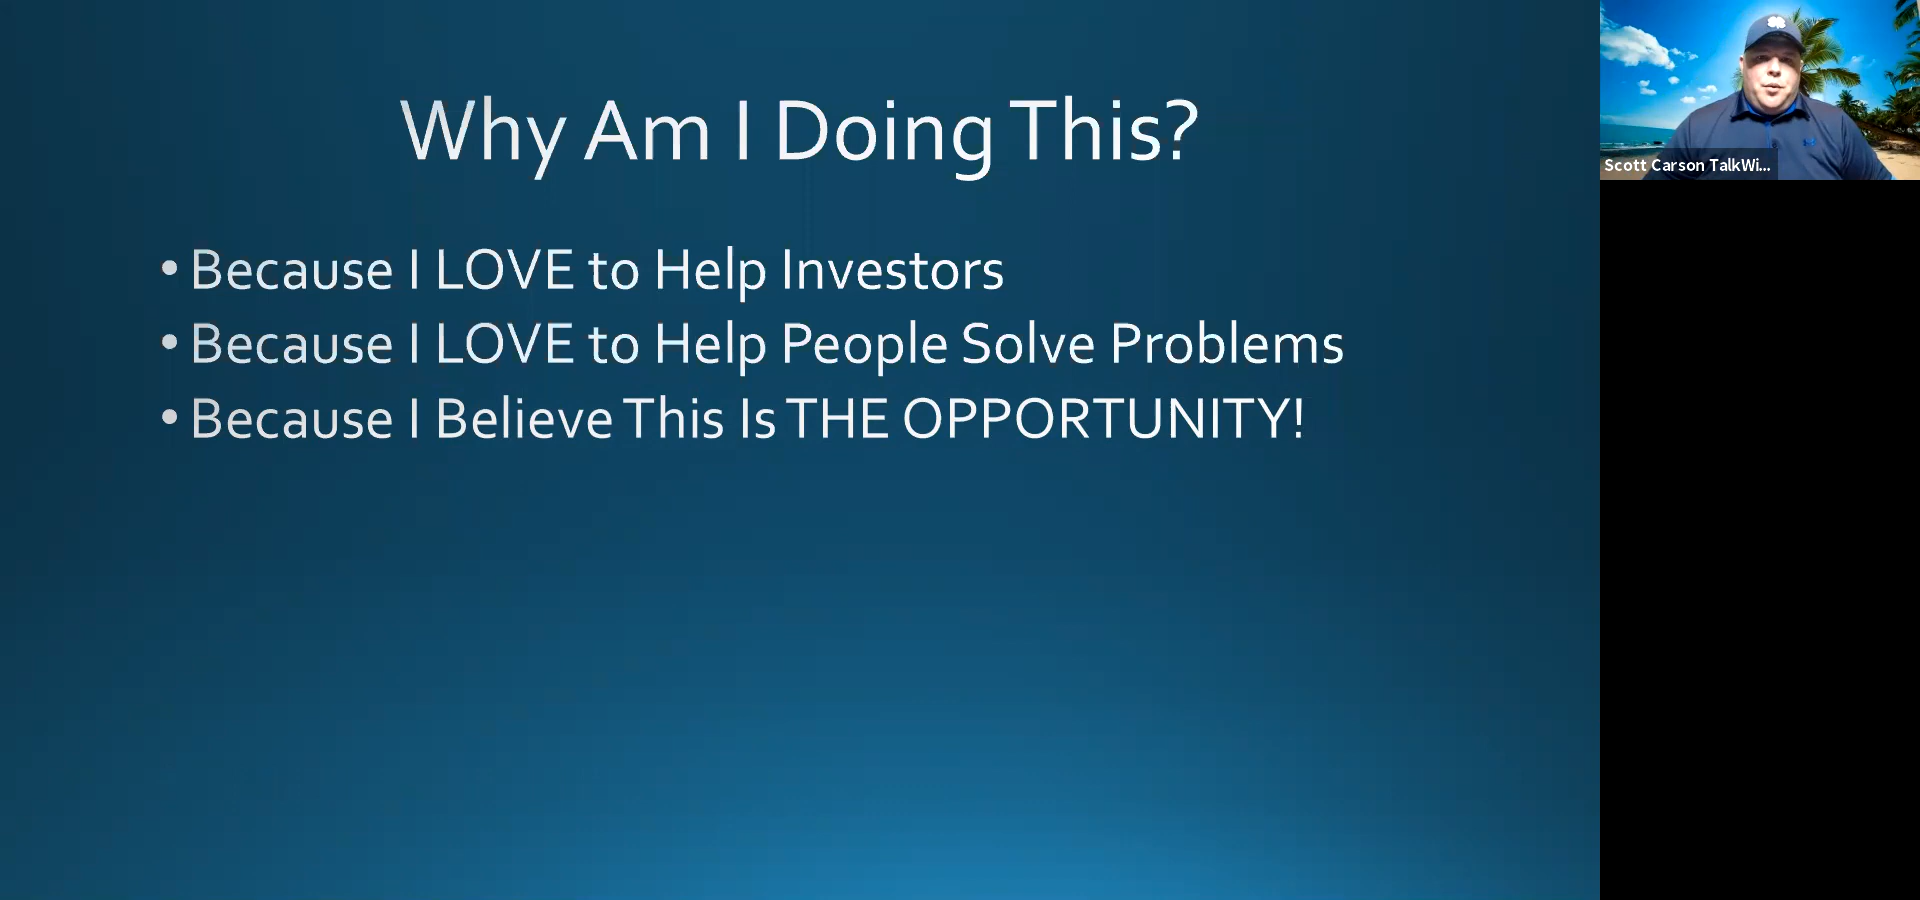 Why Am I Doing This?
• Because I LOVE to Help Investors
• Because I LOVE to Help People Solve Problems
• Because I Believe This Is THE OPPORTUNITY!
Scott Carson TalkWi...